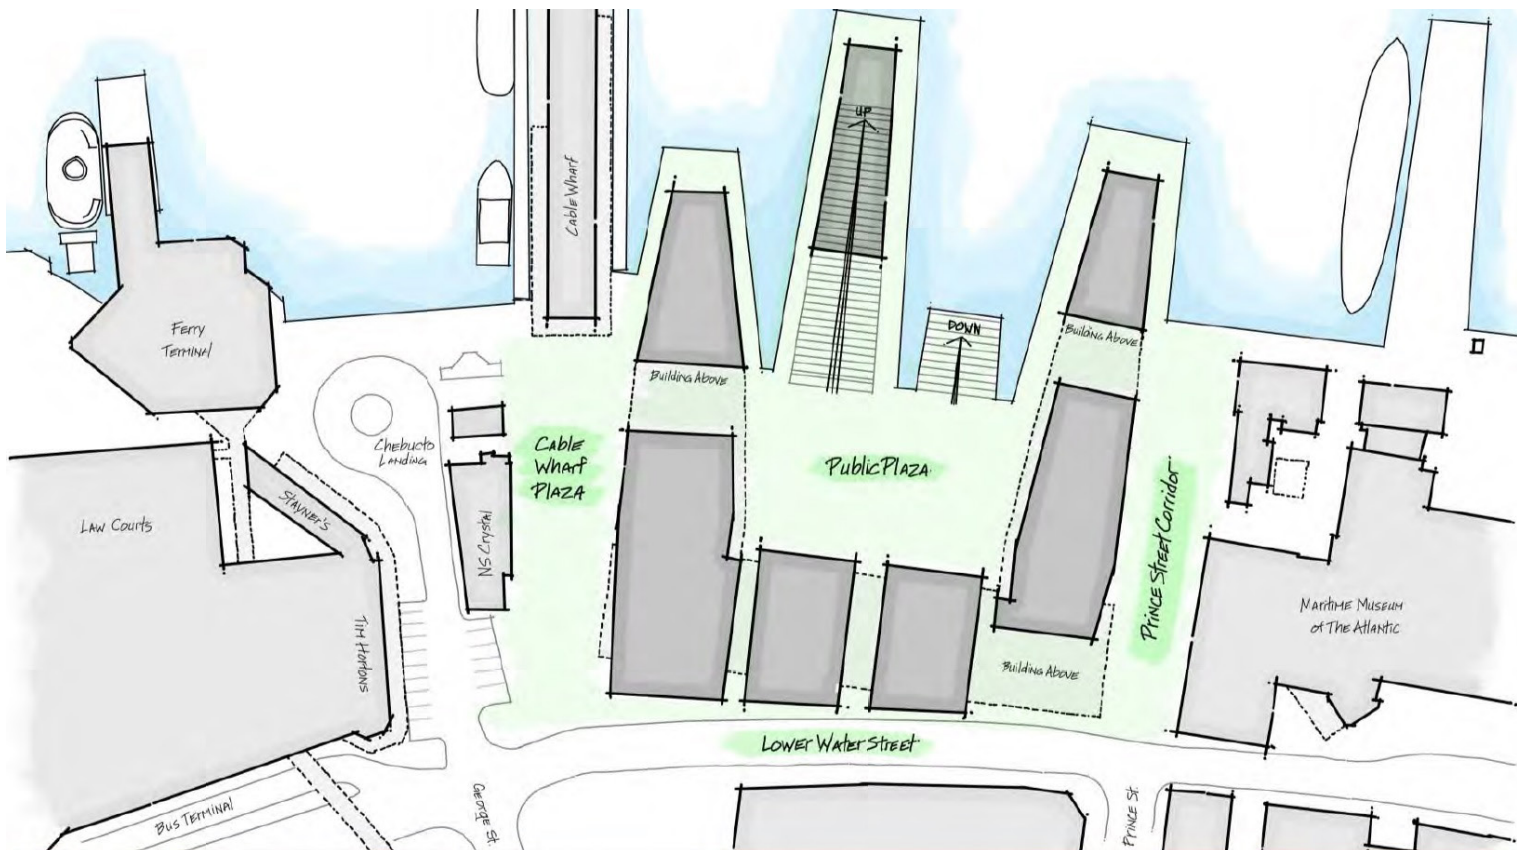 UP
Cable Wharf
DOWN
Building Above
Ferry
Terminal
Building Above
Chebucto
Landing
Cable
Wharf
Plaza
Public Plaza
Prince Street Corridor
Stayner's
Law Courts
NS Crystal
Tim Hortons
Maritime Museum
of The Atlantic
Building Above
Lower Water Street
Bus Terminal
George St.
Prince St.